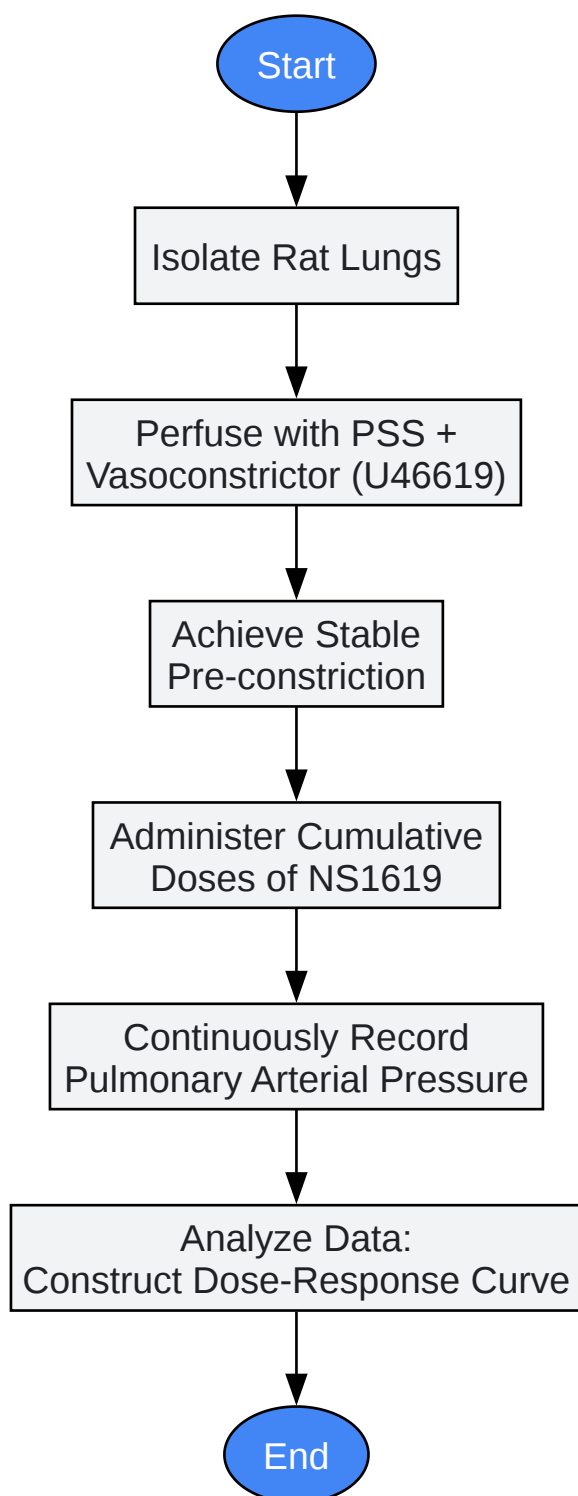 Start
Isolate Rat Lungs
Perfuse with PSS +
Vasoconstrictor (U46619)
Achieve Stable
Pre-constriction
Administer Cumulative
Doses of NS1619
Continuously Record
Pulmonary Arterial Pressure
Analyze Data:
Construct Dose-Response Curve
End